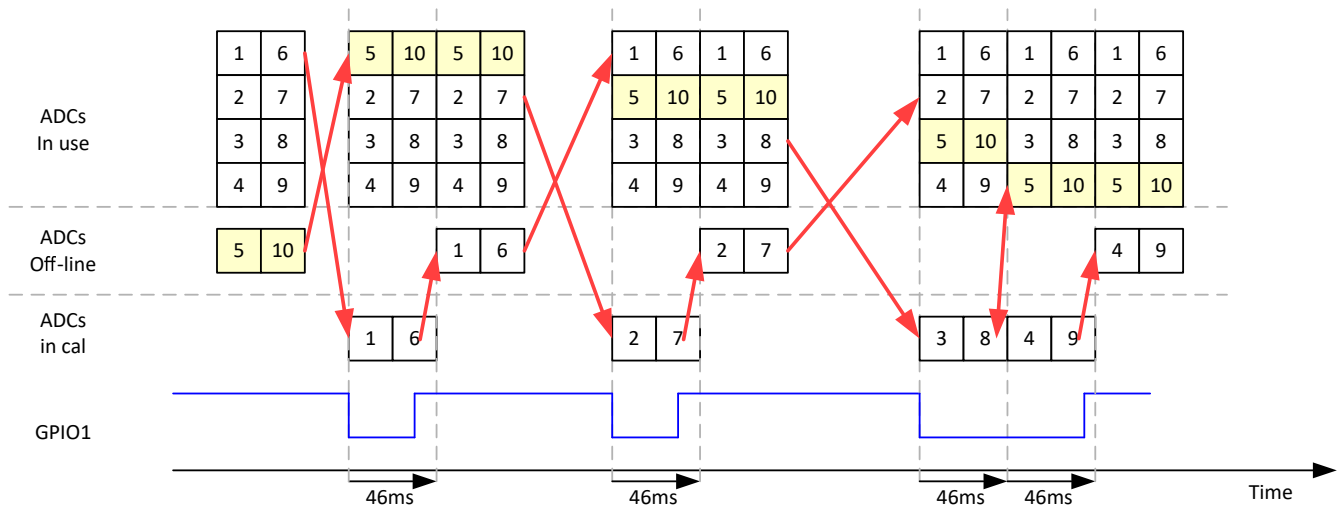 1 6 5 10 5 10 1 6 1 6 1 6 1 6 1 6
2 7 2 7 2 7 5 10 5 10 2 7 2 7 2 7
ADCs
In use
3 8 3 8 3 8 3 8 3 8 5 10 3 8 3 8
4 9 4 9 4 9 4 9 4 9 4 9 5 10 5 10
ADCs
Off-line
5 10 1 6 2 7 4 9
ADCs
in cal
1 6 2 7 3 8 4 9
GPIO1
46ms 46ms 46ms 46ms Time